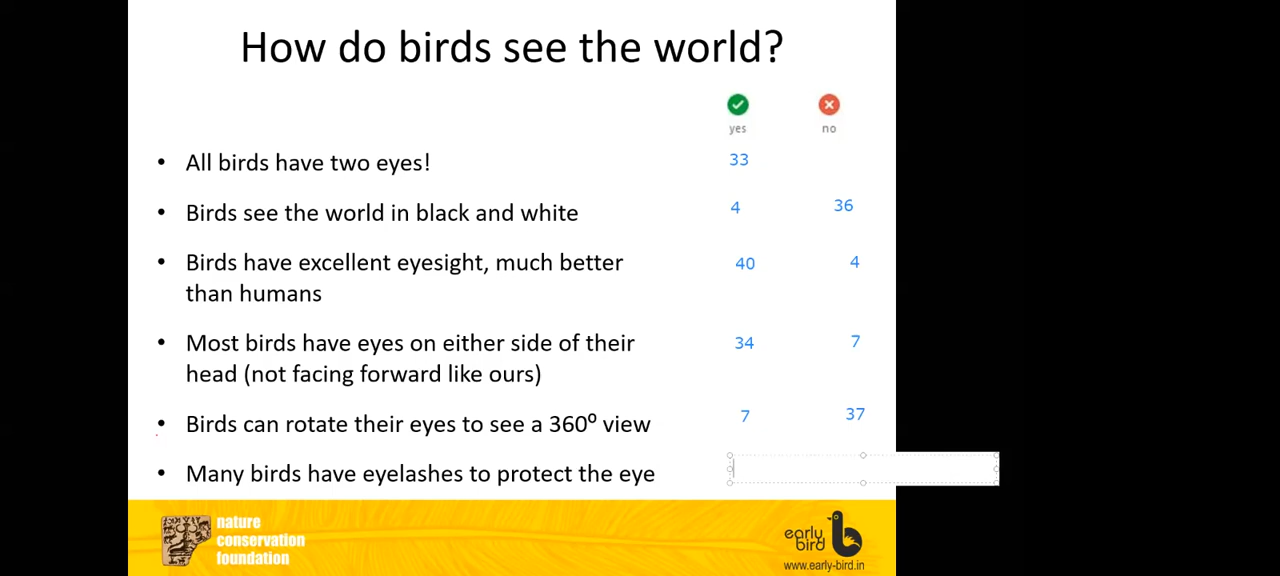 How do birds see the world?
yes no
• All birds have two eyes! 33
• Birds see the world in black and white 4 36
• Birds have excellent eyesight, much better 40 4
than humans
• Most birds have eyes on either side of their 34 7
head (not facing forward like ours)
• Birds can rotate their eyes to see a 360⁰ view 7 37
• Many birds have eyelashes to protect the eye
nature
conservation
foundation
early
bird
www.early-bird.in